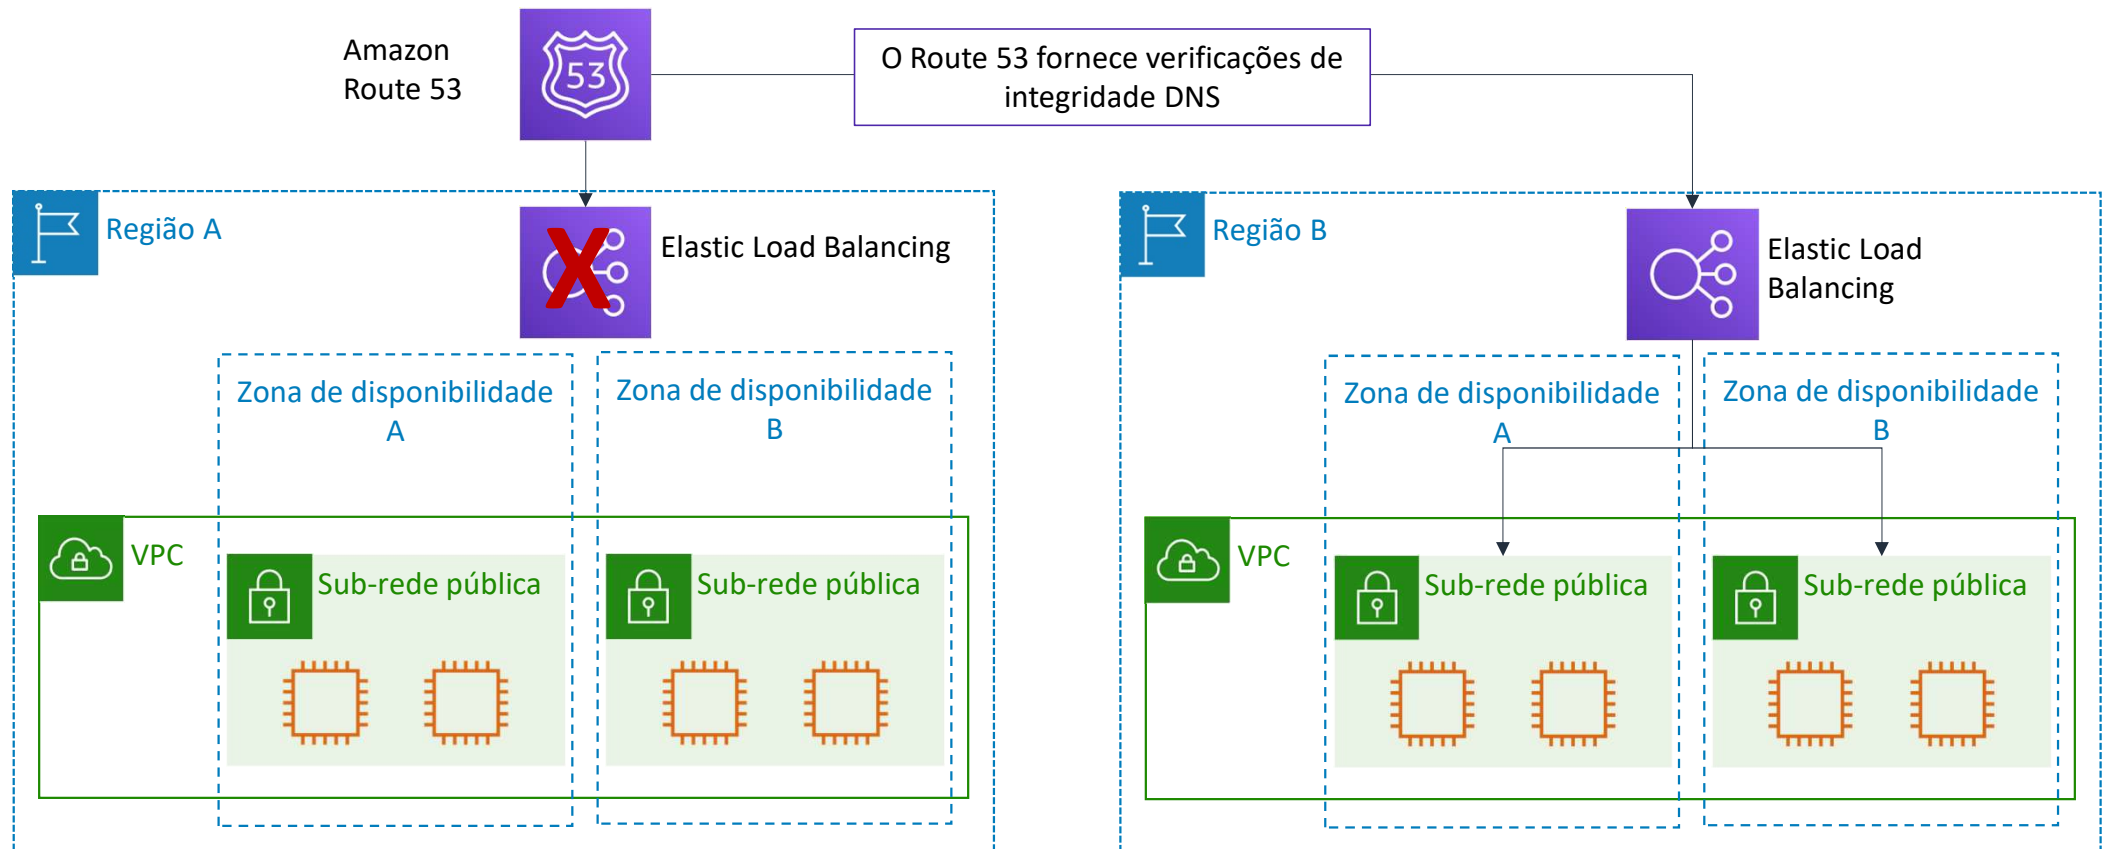 Amazon
Route 53
53
O Route 53 fornece verificações de
integridade DNS
Região A
X
Elastic Load Balancing
Zona de disponibilidade
A
Zona de disponibilidade
B
VPC
Sub-rede pública
Sub-rede pública
Região B
Elastic Load
Balancing
Zona de disponibilidade
A
Zona de disponibilidade
B
VPC
Sub-rede pública
Sub-rede pública